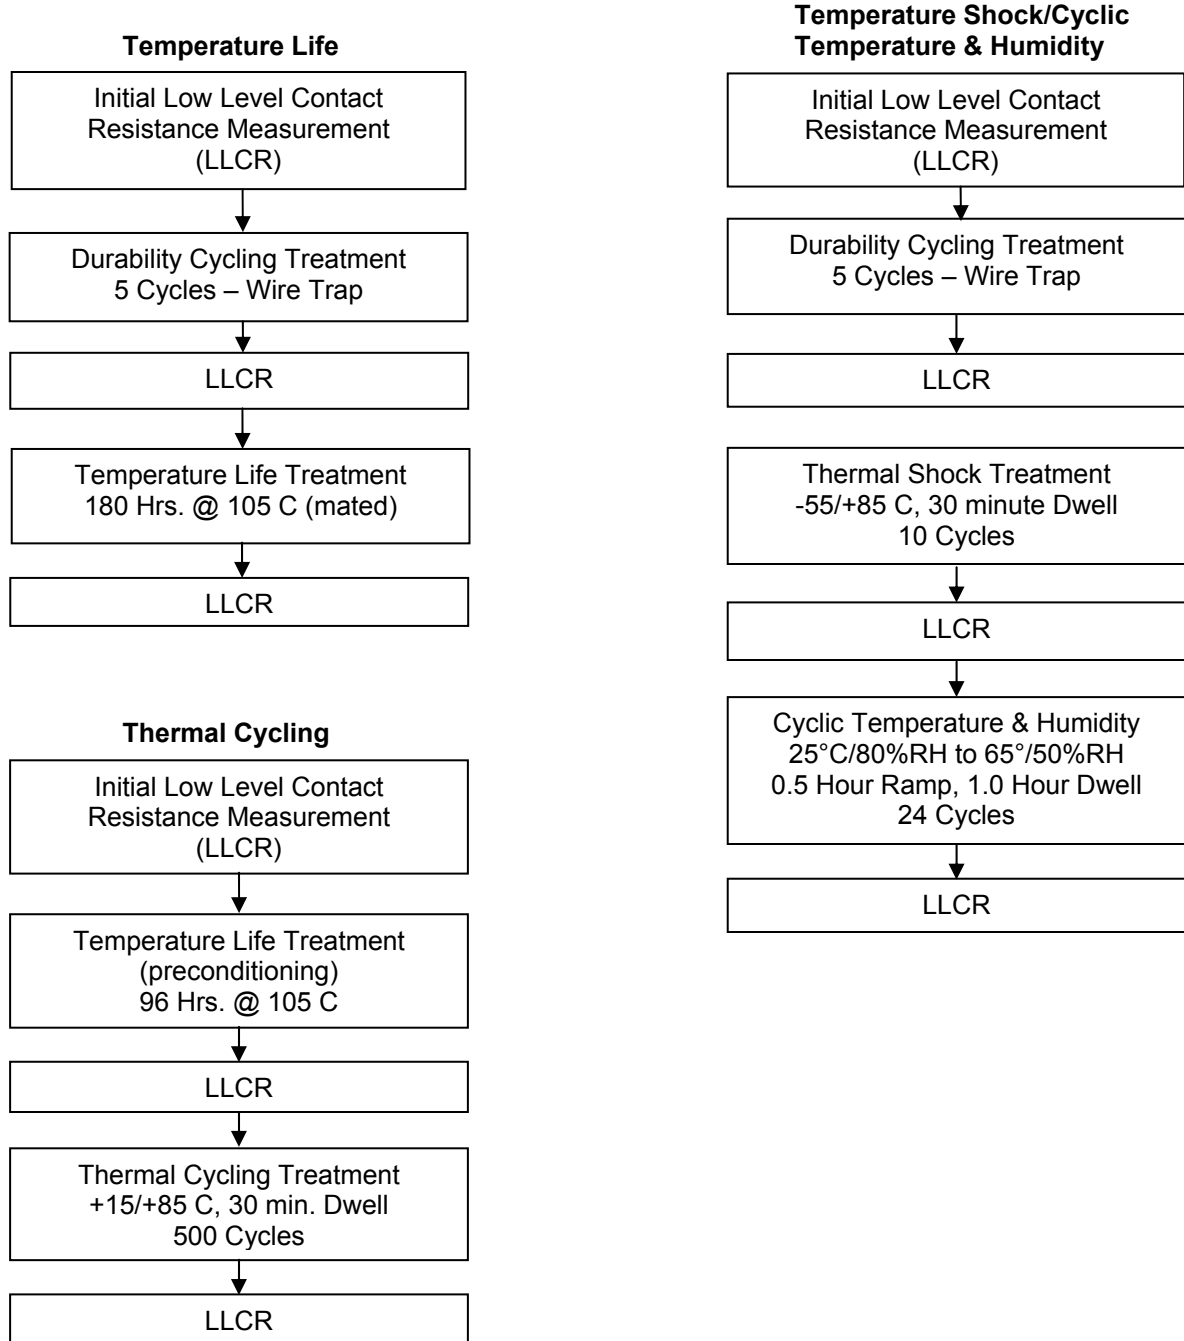 Temperature Life
Initial Low Level Contact
Resistance Measurement
(LLCR)
Durability Cycling Treatment
5 Cycles – Wire Trap
LLCR
Temperature Life Treatment
180 Hrs. @ 105 C (mated)
LLCR
Thermal Cycling
Initial Low Level Contact
Resistance Measurement
(LLCR)
Temperature Life Treatment
(preconditioning)
96 Hrs. @ 105 C
LLCR
Thermal Cycling Treatment
+15/+85 C, 30 min. Dwell
500 Cycles
LLCR
Temperature Shock/Cyclic
Temperature & Humidity
Initial Low Level Contact
Resistance Measurement
(LLCR)
Durability Cycling Treatment
5 Cycles – Wire Trap
LLCR
Thermal Shock Treatment
-55/+85 C, 30 minute Dwell
10 Cycles
LLCR
Cyclic Temperature & Humidity
25°C/80%RH to 65°/50%RH
0.5 Hour Ramp, 1.0 Hour Dwell
24 Cycles
LLCR